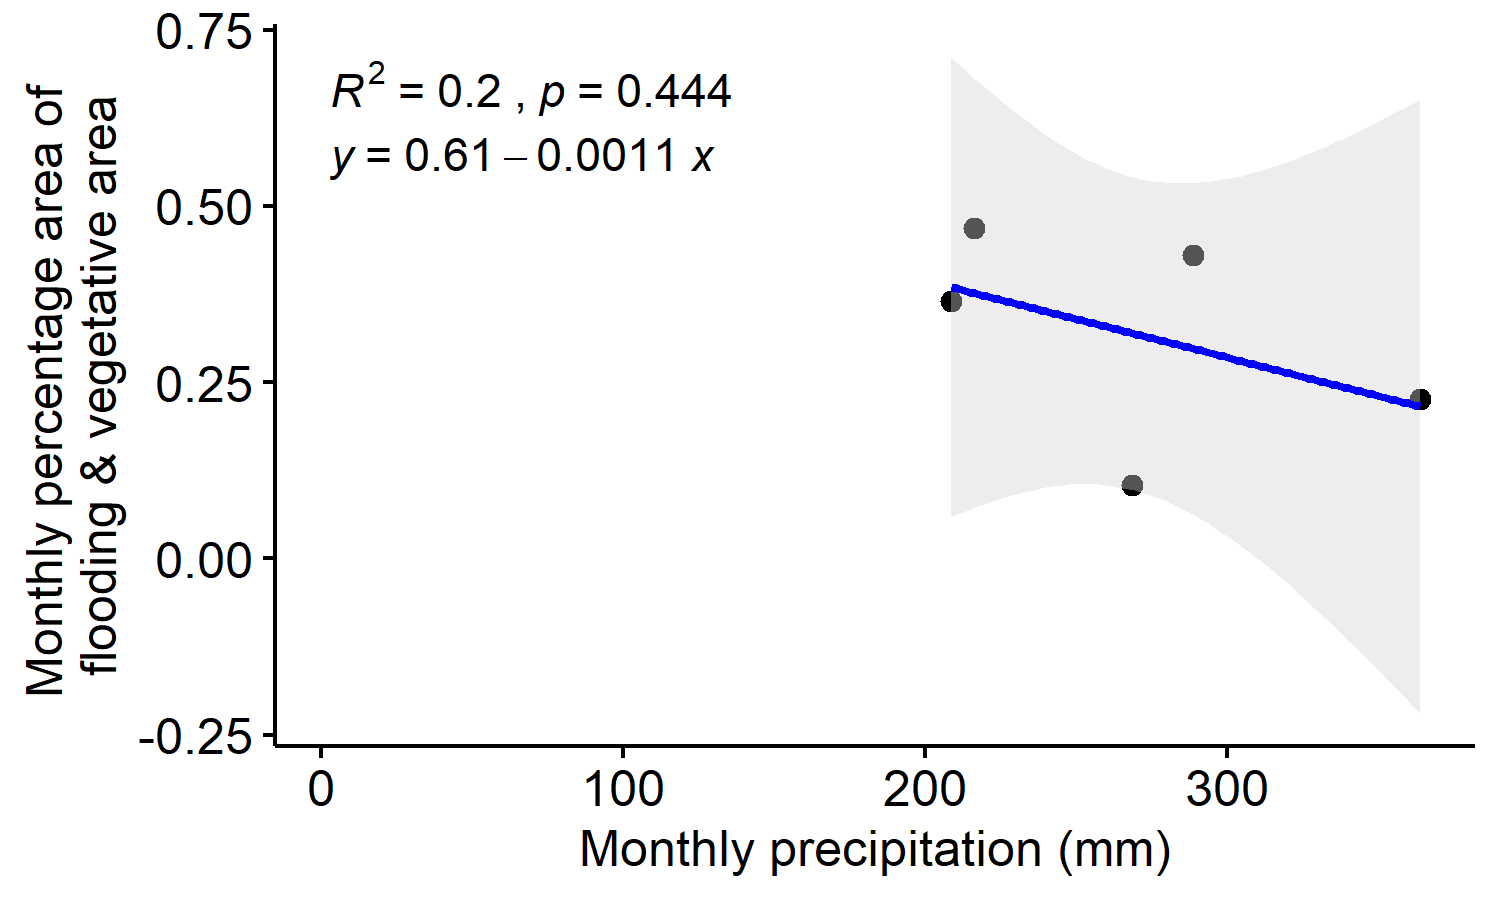 0.75
R² = 0.2 , p = 0.444
y = 0.61 – 0.0011 x
0.50
0.25
0.00
-0.25
Monthly percentage area of
flooding & vegetative area
0 100 200 300
Monthly precipitation (mm)